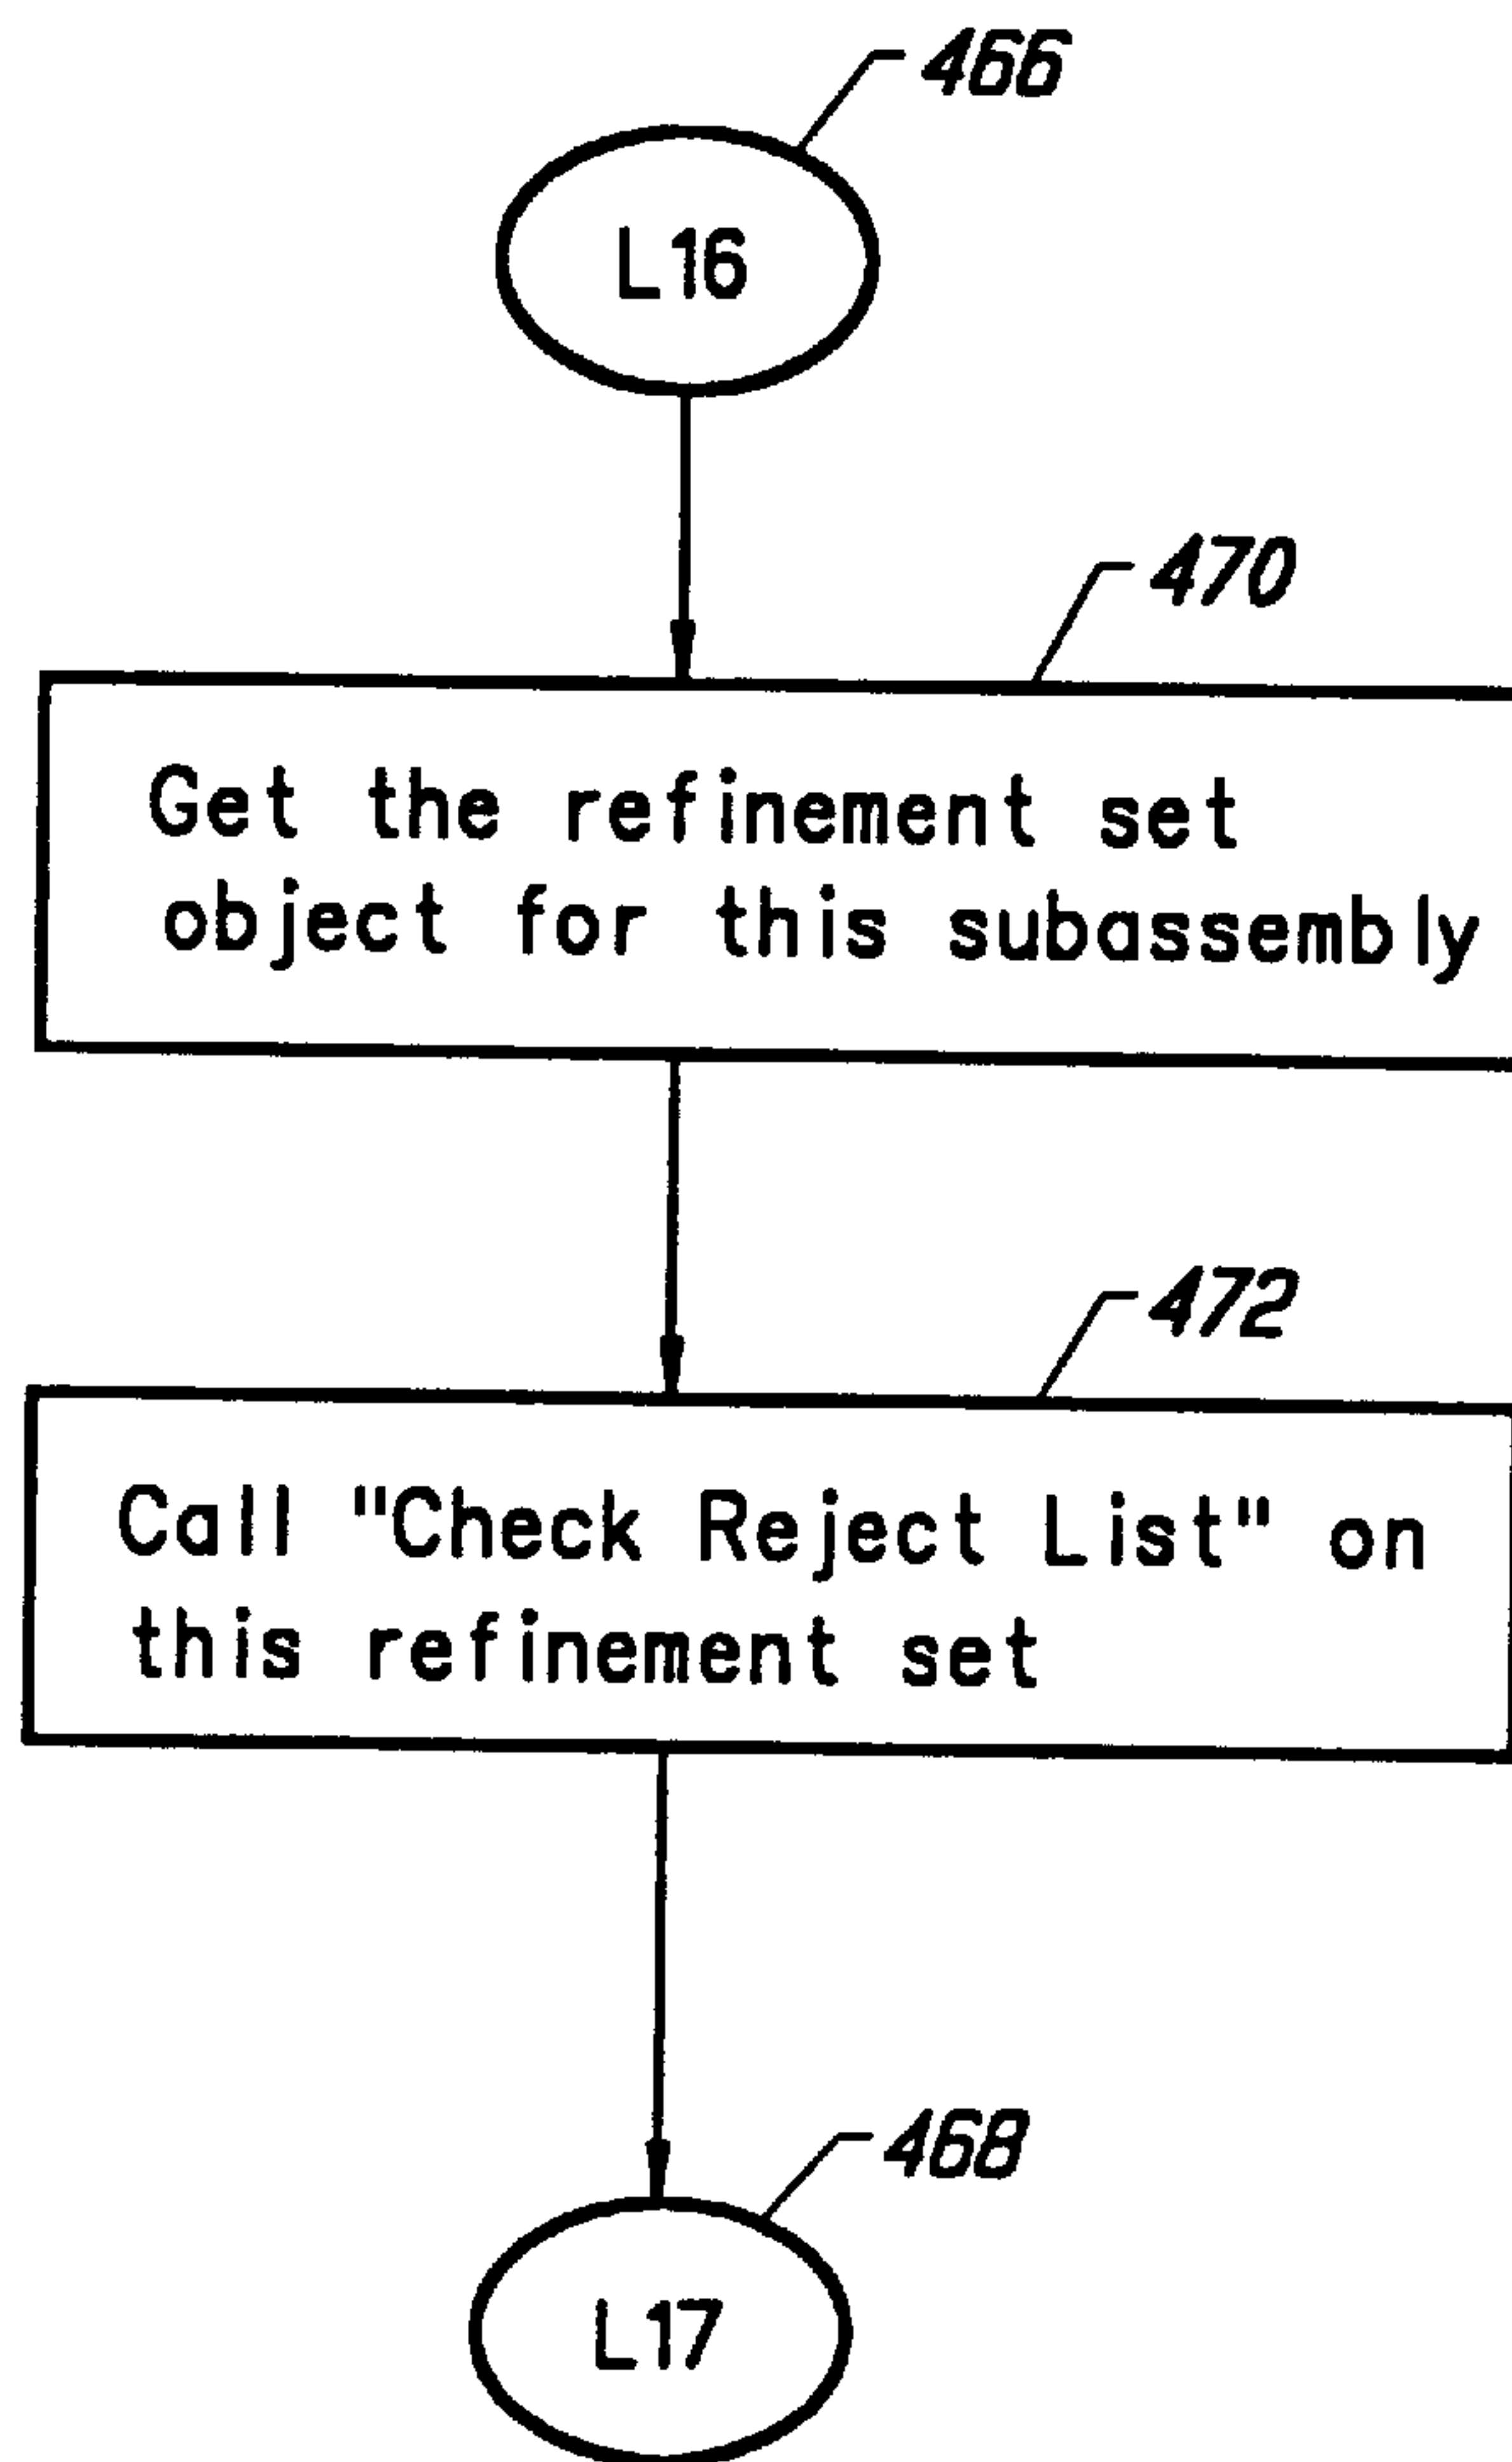 466
L16
470
Get the refinement set
object for this subassembly
472
Call "Check Reject List" on
this refinement set
468
L17